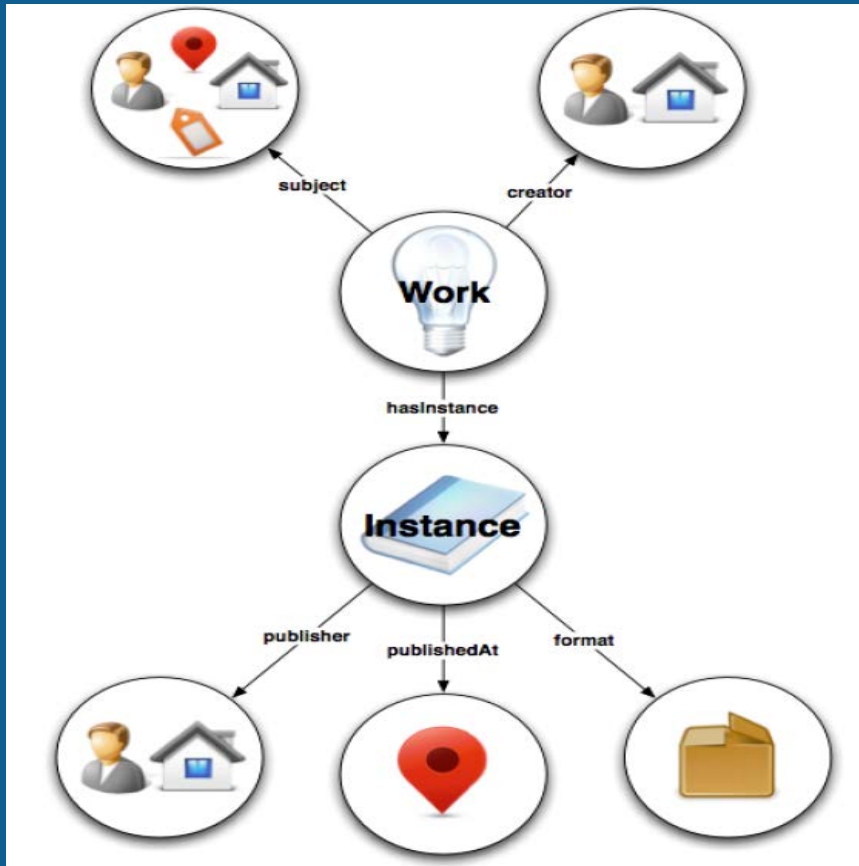 subject
creator
Work
hasInstance
Instance
publisher
publishedAt
format